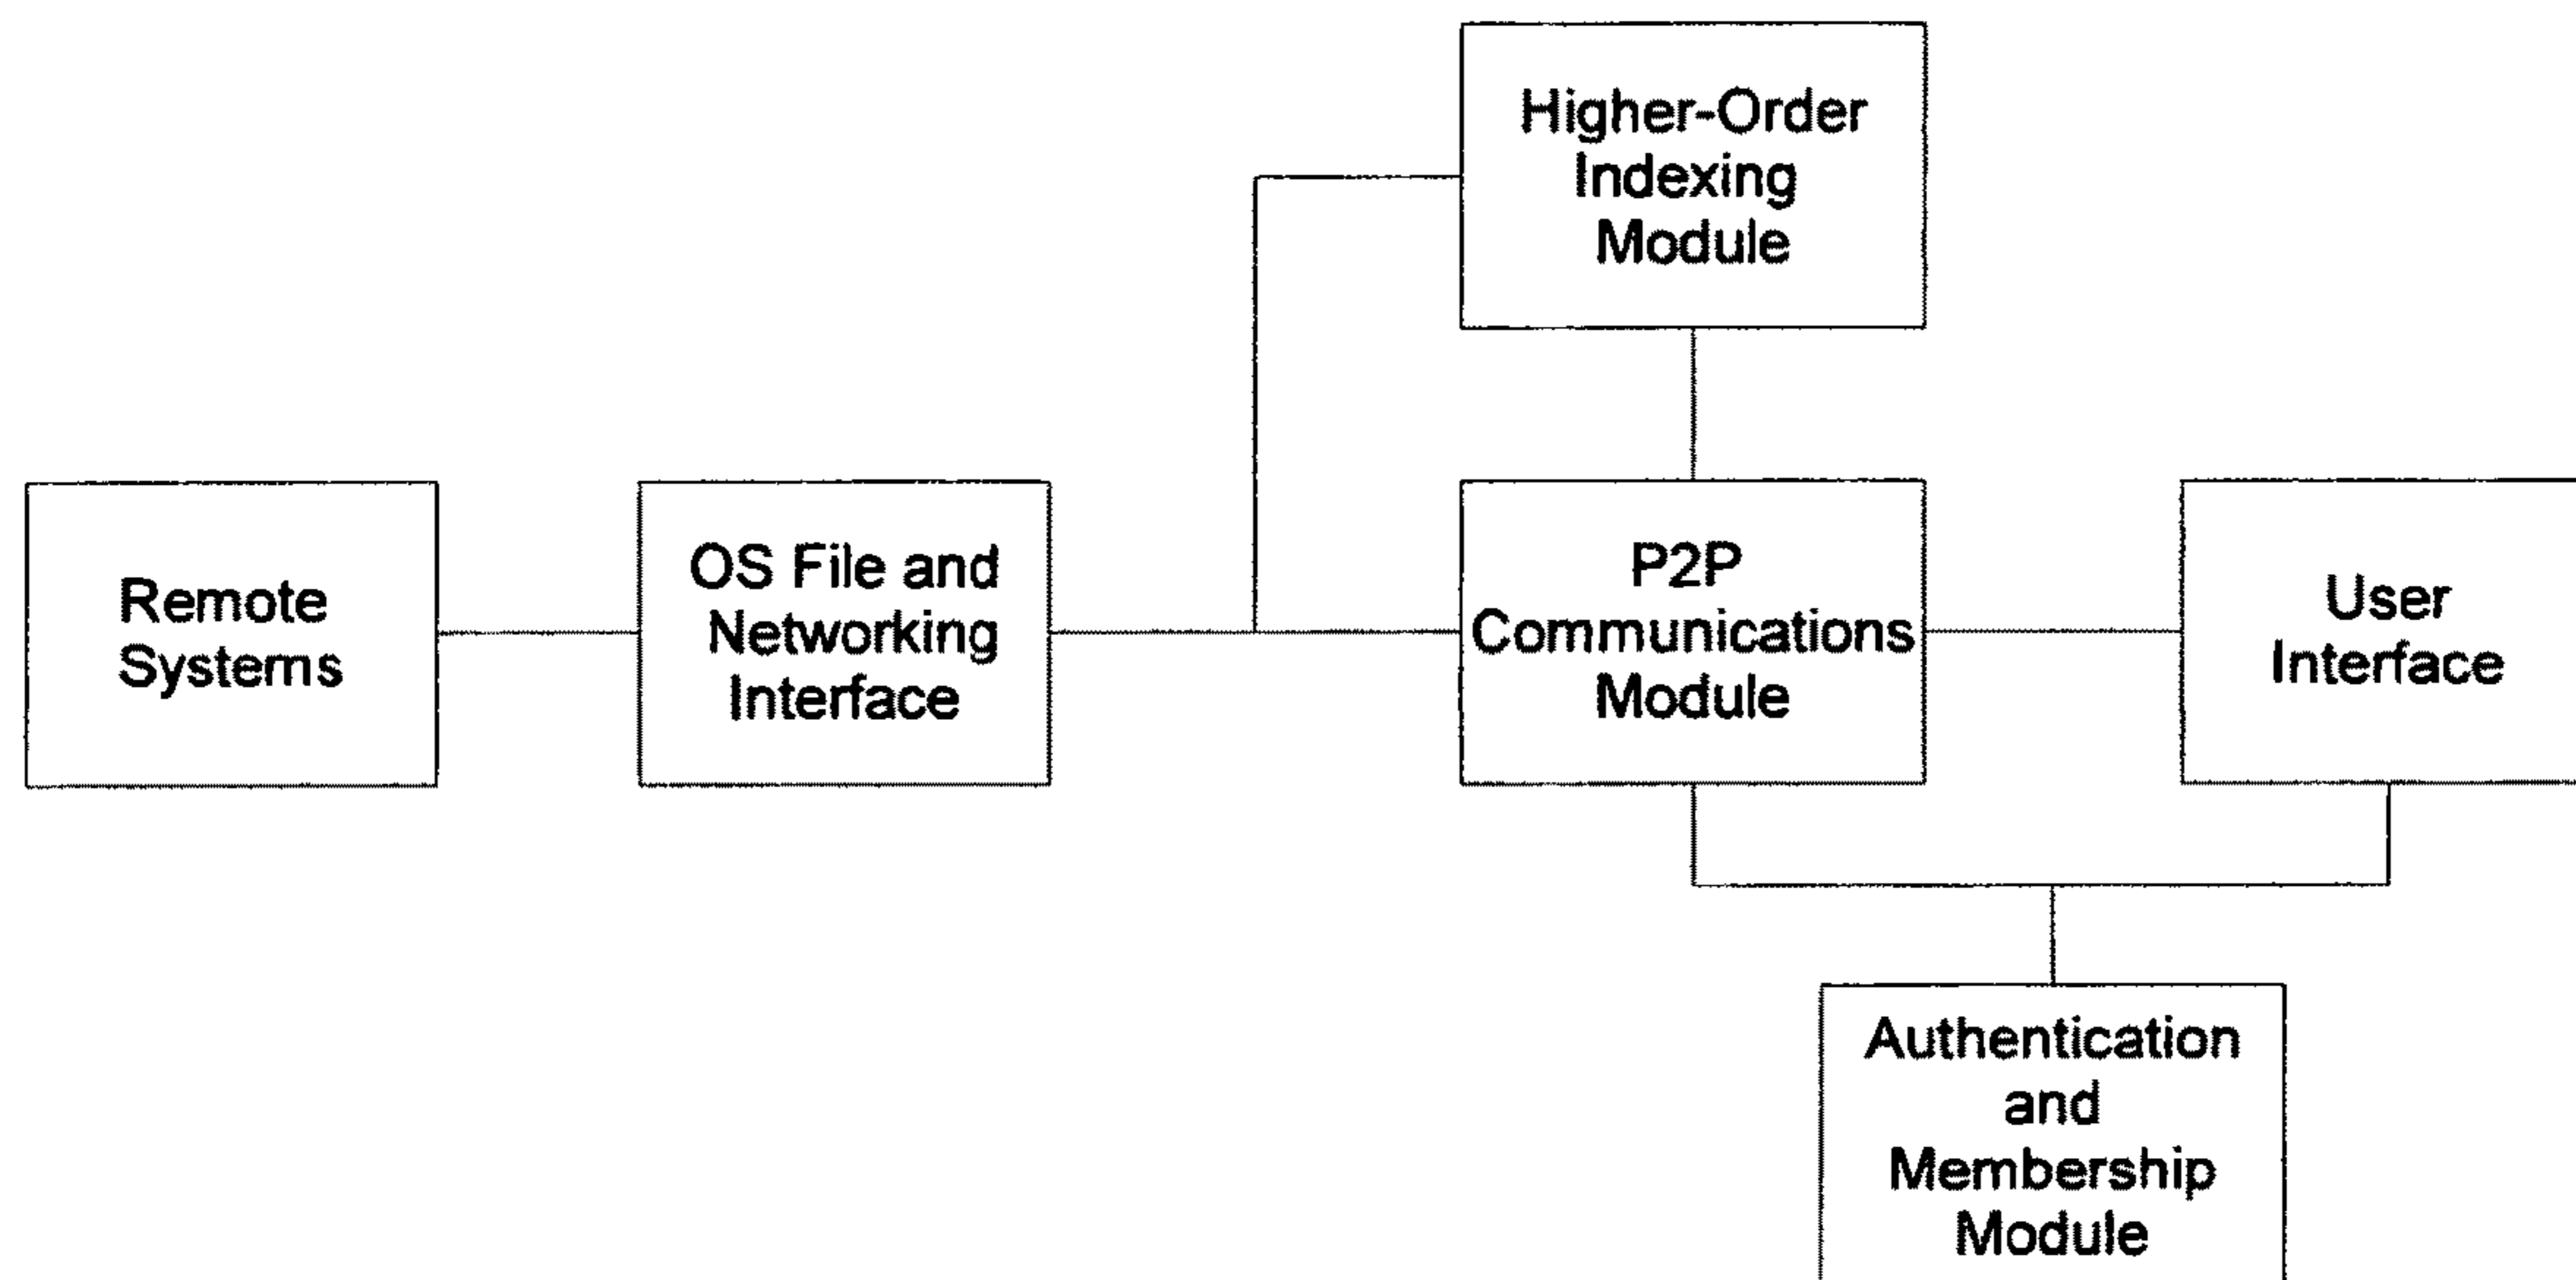 Higher-Order
Indexing
Module
Remote
Systems
OS File and
Networking
Interface
P2P
Communications
Module
User
Interface
Authentication
and
Membership
Module